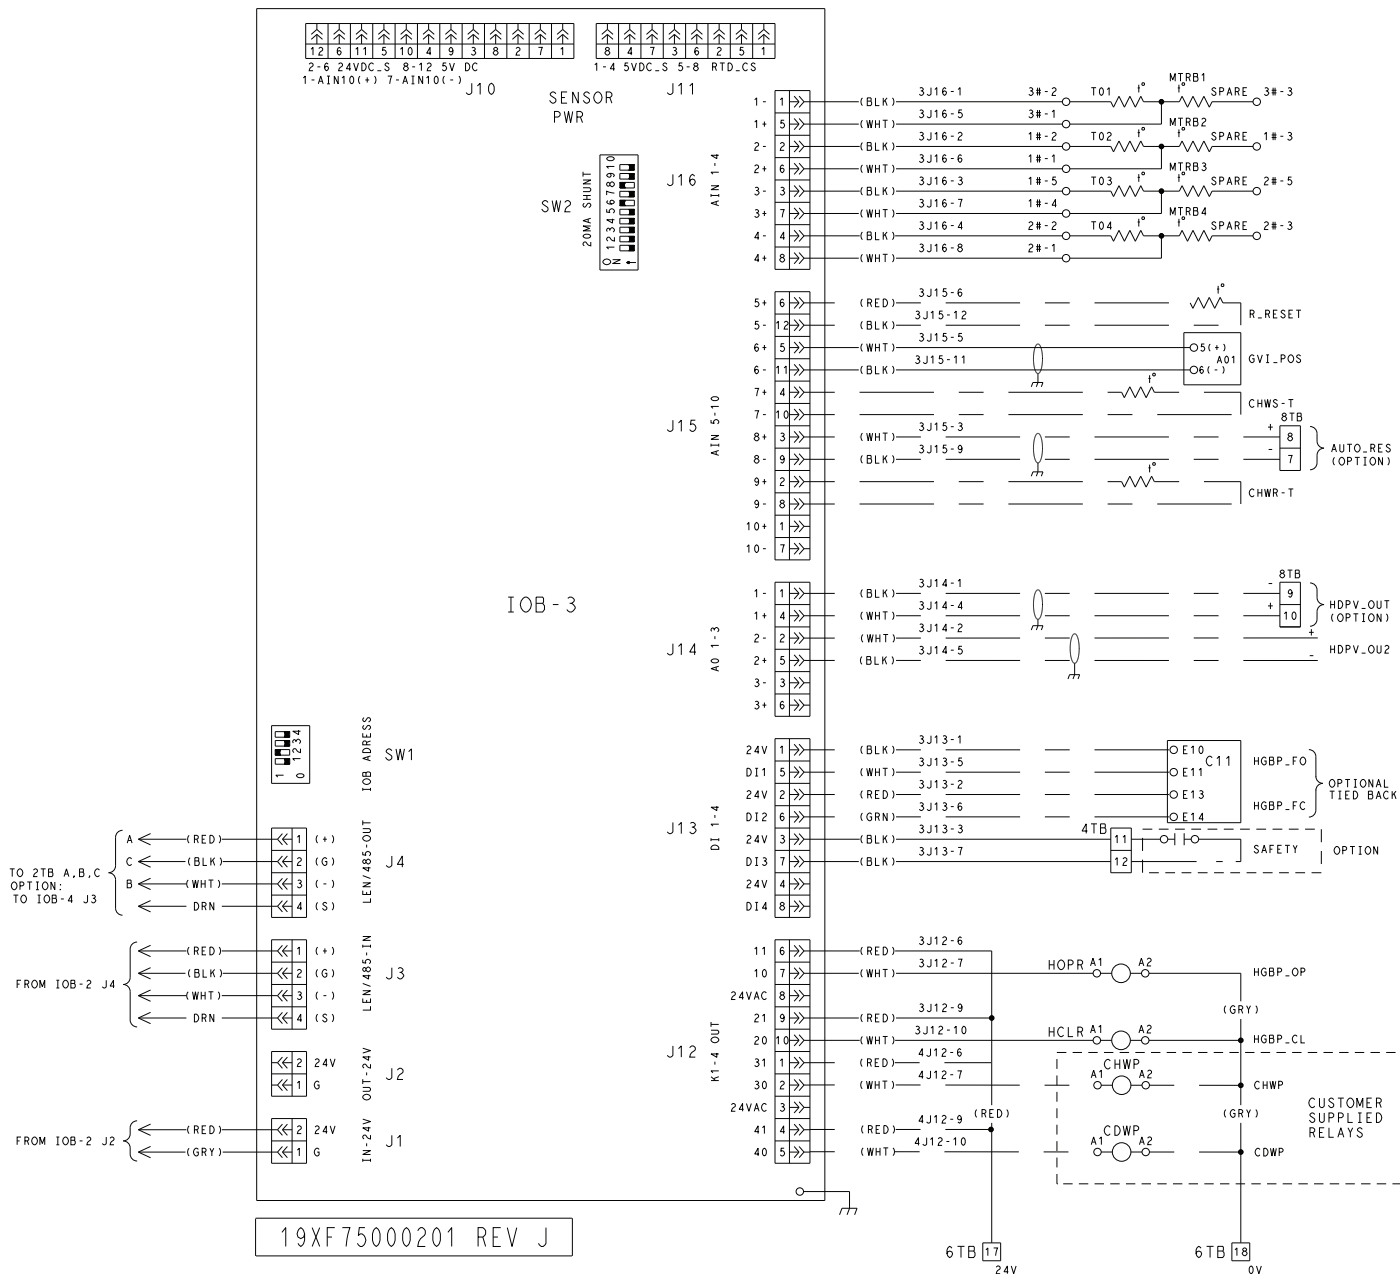 12 6 11 5 10 4 9 3 8 2 7 1
8 4 7 3 6 2 5 1
2-6 24VDC_S 8-12 5V DC
1-AIN10(+) 7-AIN10(-)
J10
1-4 5VDC_S 5-8 RTD_CS
J11
SENSOR
PWR
SW2
20MA SHUNT
1 2 3 4 5 6 7 8 9 10
ON
J16
AIN 1-4
1- 1 (BLK) 3J16-1 3#-2 T01 t° MTRB1 t° SPARE 3#-3
1+ 5 (WHT) 3J16-5 3#-1
2- 2 (BLK) 3J16-2 1#-2 T02 t° MTRB2 t° SPARE 1#-3
2+ 6 (WHT) 3J16-6 1#-1
3- 3 (BLK) 3J16-3 1#-5 T03 t° MTRB3 t° SPARE 2#-5
3+ 7 (WHT) 3J16-7 1#-4
4- 4 (BLK) 3J16-4 2#-2 T04 t° MTRB4 t° SPARE 2#-3
4+ 8 (WHT) 3J16-8 2#-1
J15
AIN 5-10
5+ 6 (RED) 3J15-6 t°
R_RESET
5- 12 (BLK) 3J15-12
6+ 5 (WHT) 3J15-5 5(+)
A01 GVI_POS
6- 11 (BLK) 3J15-11 6(-)
7+ 4 t°
CHWS-T
7- 10
8TB
8+ 3 (WHT) 3J15-3 + 8
8- 9 (BLK) 3J15-9 - 7
AUTO_RES
(OPTION)
9+ 2 t°
CHWR-T
9- 8
10+ 1
10- 7
IOB-3
J14
AO 1-3
8TB
1- 1 (BLK) 3J14-1 - 9
1+ 4 (WHT) 3J14-4 + 10
HDPV_OUT
(OPTION)
2- 2 (WHT) 3J14-2 +
HDPV_OU2
2+ 5 (BLK) 3J14-5 -
3- 3
3+ 6
SW1
IOB ADRESS
1 2 3 4
1 0
J13
DI 1-4
24V 1 (BLK) 3J13-1 E10
C11 HGBP_FO
DI1 5 (WHT) 3J13-5 E11
24V 2 (RED) 3J13-2 E13
HGBP_FC
DI2 6 (GRN) 3J13-6 E14
OPTIONAL
TIED BACK
4TB
24V 3 (BLK) 3J13-3 11
SAFETY OPTION
DI3 7 (BLK) 3J13-7 12
24V 4
DI4 8
TO 2TB A,B,C
OPTION:
TO IOB-4 J3
A (RED) 1 (+)
C (BLK) 2 (G)
B (WHT) 3 (-)
DRN 4 (S)
LEN/485-OUT
J4
FROM IOB-2 J4
(RED) 1 (+)
(BLK) 2 (G)
(WHT) 3 (-)
DRN 4 (S)
LEN/485-IN
J3
2 24V
1 G
OUT-24V
J2
FROM IOB-2 J2
(RED) 2 24V
(GRY) 1 G
IN-24V
J1
J12
K1-4 OUT
11 6 (RED) 3J12-6
10 7 (WHT) 3J12-7 HOPR A1 A2 HGBP_OP
24VAC 8
(GRY)
21 9 (RED) 3J12-9
20 10 (WHT) 3J12-10 HCLR A1 A2 HGBP_CL
31 1 (RED) 4J12-6
30 2 (WHT) 4J12-7 CHWP A1 A2 CHWP
24VAC 3
(RED) (GRY)
41 4 (RED) 4J12-9
40 5 (WHT) 4J12-10 CDWP A1 A2 CDWP
CUSTOMER
SUPPLIED
RELAYS
19XF75000201 REV J
6TB 17
24V
6TB 18
0V